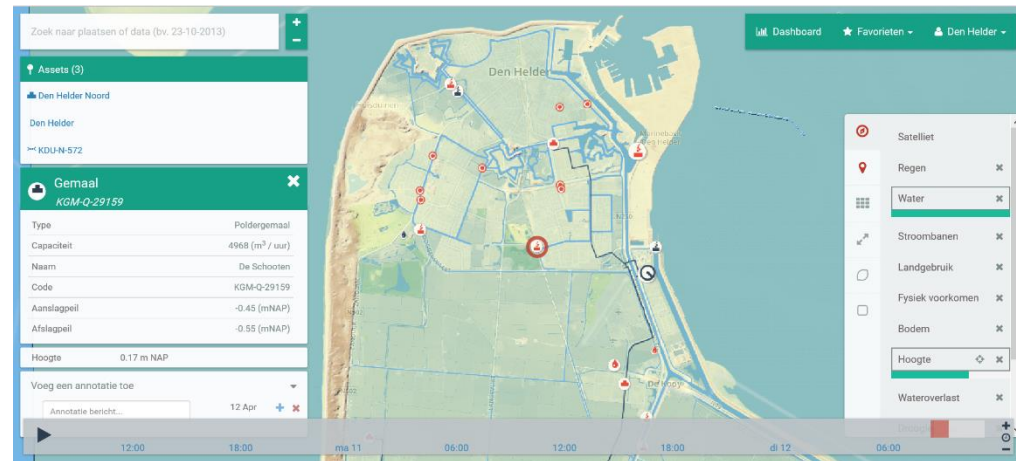 Zoek naar plaatsen of data (bv. 23-10-2013)
+
−
Dashboard
Favorieten
Den Helder
Assets (3)
Den Helder Noord
Den Helder
KDU-N-572
Gemaal
KGM-Q-29159
Type Poldergemaal
Capaciteit 4968 (m³ / uur)
Naam De Schooten
Code KGM-Q-29159
Aanslagpeil -0.45 (mNAP)
Afslagpeil -0.55 (mNAP)
Hoogte 0.17 m NAP
Voeg een annotatie toe
Annotatie bericht...
12 Apr
Den Helder
De Kooy
Satelliet
Regen
Water
Stroombanen
Landgebruik
Fysiek voorkomen
Bodem
Hoogte
Wateroverlast
12:00 18:00 ma 11 06:00 12:00 18:00 di 12 06:00